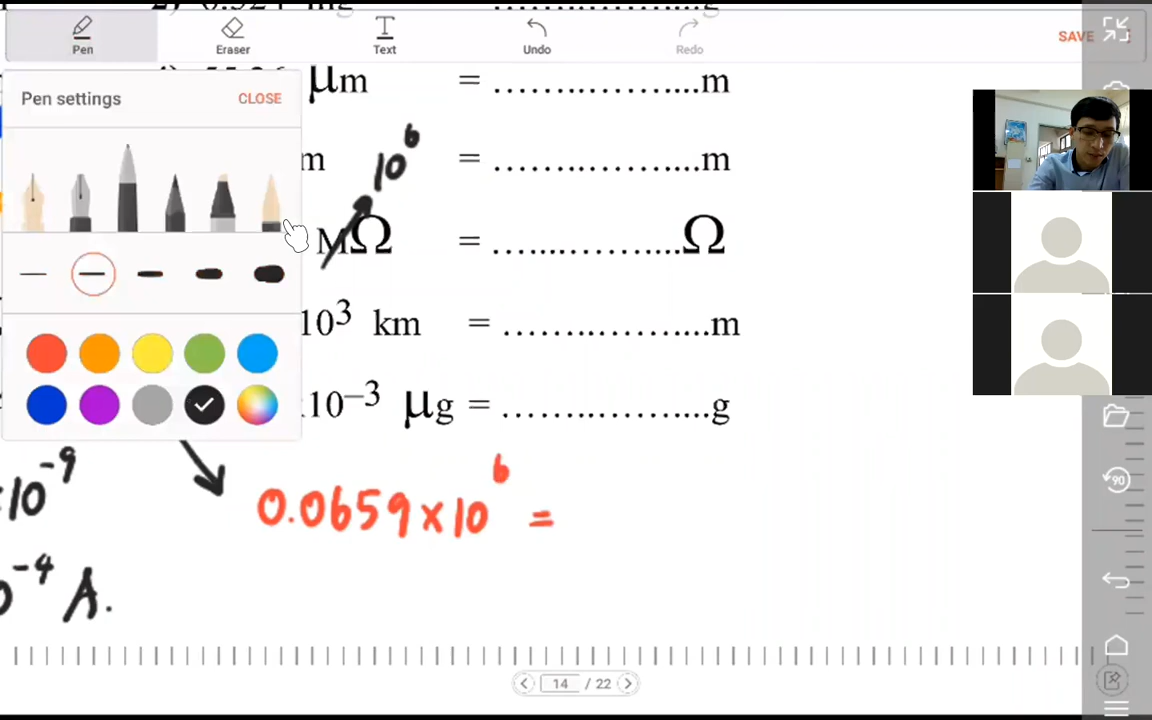 Pen Eraser Text Undo Redo SAVE
μm = .................m
Pen settings CLOSE
10⁶
m = .................m
MΩ = .................Ω
10³ km = .................m
10⁻³ μg = .................g
×10⁻⁹
0.0659×10⁶ =
⁻⁴ A.
90
14 / 22